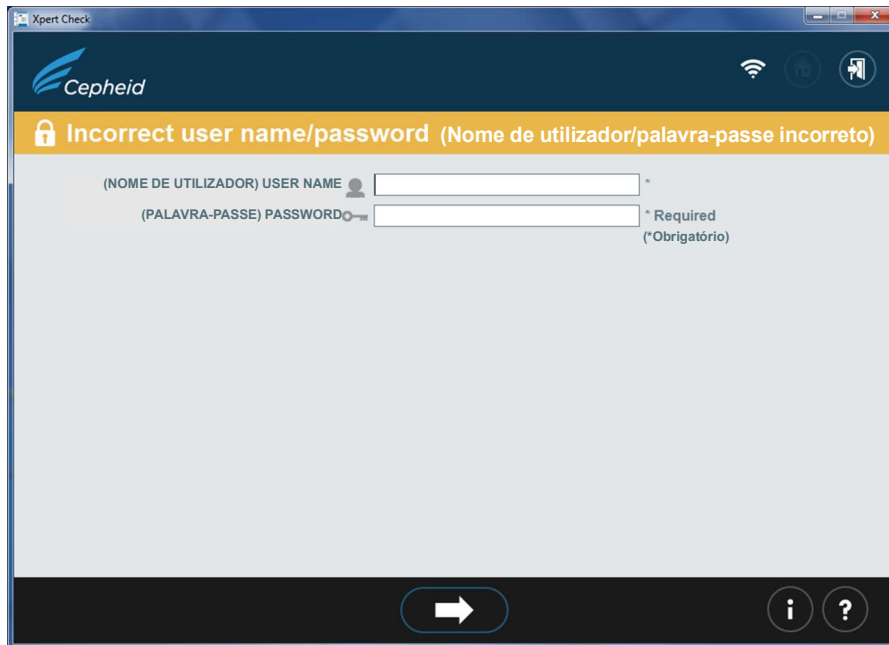 Xpert Check
Cepheid
Incorrect user name/password (Nome de utilizador/palavra-passe incorreto)
(NOME DE UTILIZADOR) USER NAME *
(PALAVRA-PASSE) PASSWORD * Required
(*Obrigatório)
i ?